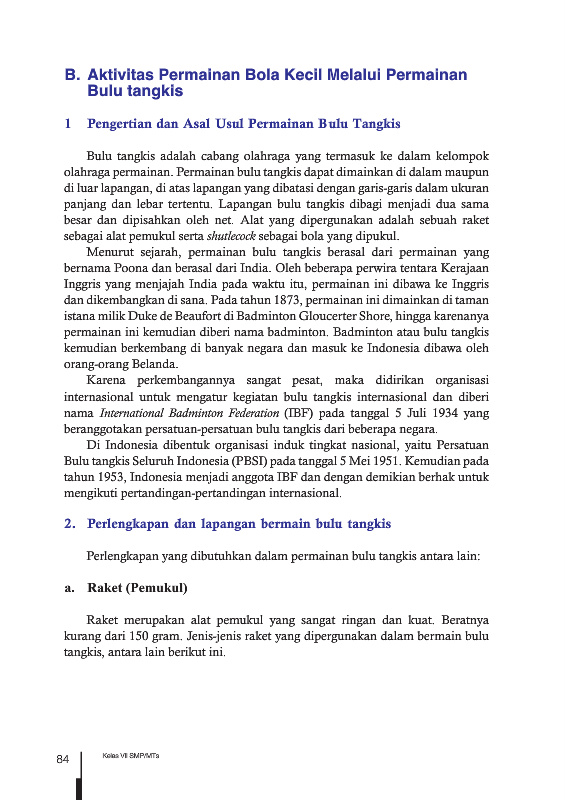 B. Aktivitas Permainan Bola Kecil Melalui Permainan
Bulu tangkis
1 Pengertian dan Asal Usul Permainan Bulu Tangkis
Bulu tangkis adalah cabang olahraga yang termasuk ke dalam kelompok
olahraga permainan. Permainan bulu tangkis dapat dimainkan di dalam maupun
di luar lapangan, di atas lapangan yang dibatasi dengan garis-garis dalam ukuran
panjang dan lebar tertentu. Lapangan bulu tangkis dibagi menjadi dua sama
besar dan dipisahkan oleh net. Alat yang dipergunakan adalah sebuah raket
sebagai alat pemukul serta shutlecock sebagai bola yang dipukul.
Menurut sejarah, permainan bulu tangkis berasal dari permainan yang
bernama Poona dan berasal dari India. Oleh beberapa perwira tentara Kerajaan
Inggris yang menjajah India pada waktu itu, permainan ini dibawa ke Inggris
dan dikembangkan di sana. Pada tahun 1873, permainan ini dimainkan di taman
istana milik Duke de Beaufort di Badminton Gloucerter Shore, hingga karenanya
permainan ini kemudian diberi nama badminton. Badminton atau bulu tangkis
kemudian berkembang di banyak negara dan masuk ke Indonesia dibawa oleh
orang-orang Belanda.
Karena perkembangannya sangat pesat, maka didirikan organisasi
internasional untuk mengatur kegiatan bulu tangkis internasional dan diberi
nama International Badminton Federation (IBF) pada tanggal 5 Juli 1934 yang
beranggotakan persatuan-persatuan bulu tangkis dari beberapa negara.
Di Indonesia dibentuk organisasi induk tingkat nasional, yaitu Persatuan
Bulu tangkis Seluruh Indonesia (PBSI) pada tanggal 5 Mei 1951. Kemudian pada
tahun 1953, Indonesia menjadi anggota IBF dan dengan demikian berhak untuk
mengikuti pertandingan-pertandingan internasional.
2. Perlengkapan dan lapangan bermain bulu tangkis
Perlengkapan yang dibutuhkan dalam permainan bulu tangkis antara lain:
a. Raket (Pemukul)
Raket merupakan alat pemukul yang sangat ringan dan kuat. Beratnya
kurang dari 150 gram. Jenis-jenis raket yang dipergunakan dalam bermain bulu
tangkis, antara lain berikut ini.
84
Kelas VII SMP/MTs